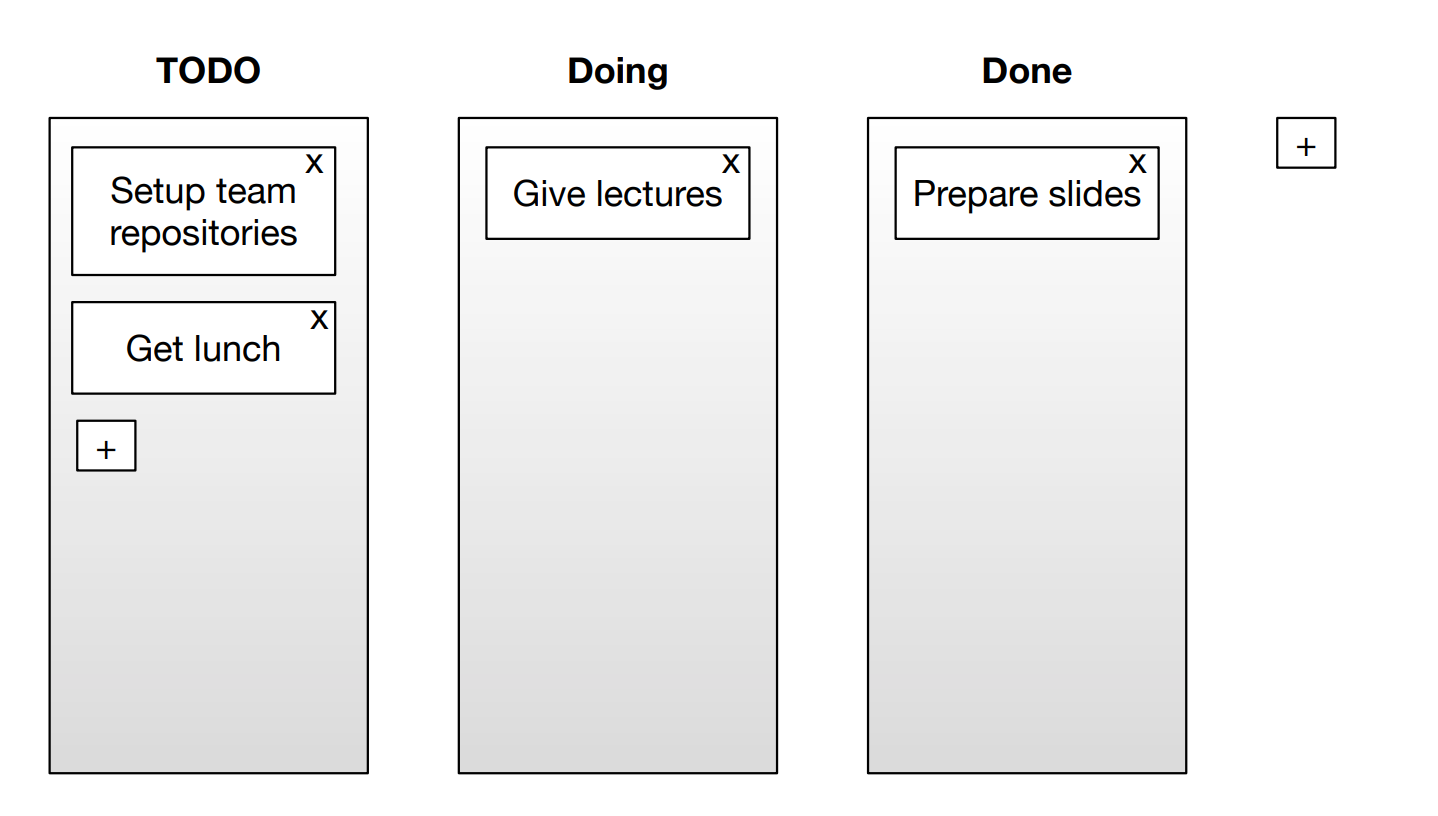 TODO
Doing
Done
x
Setup team
repositories
x
Get lunch
+
x
Give lectures
x
Prepare slides
+